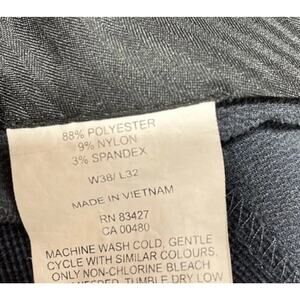 88% POLYESTER
9% NYLON
3% SPANDEX
W38/ L32
MADE IN VIETNAM
RN 83427
CA 00480
MACHINE WASH COLD, GENTLE
CYCLE WITH SIMILAR COLOURS,
ONLY NON-CHLORINE BLEACH
TUMBLE DRY LOW